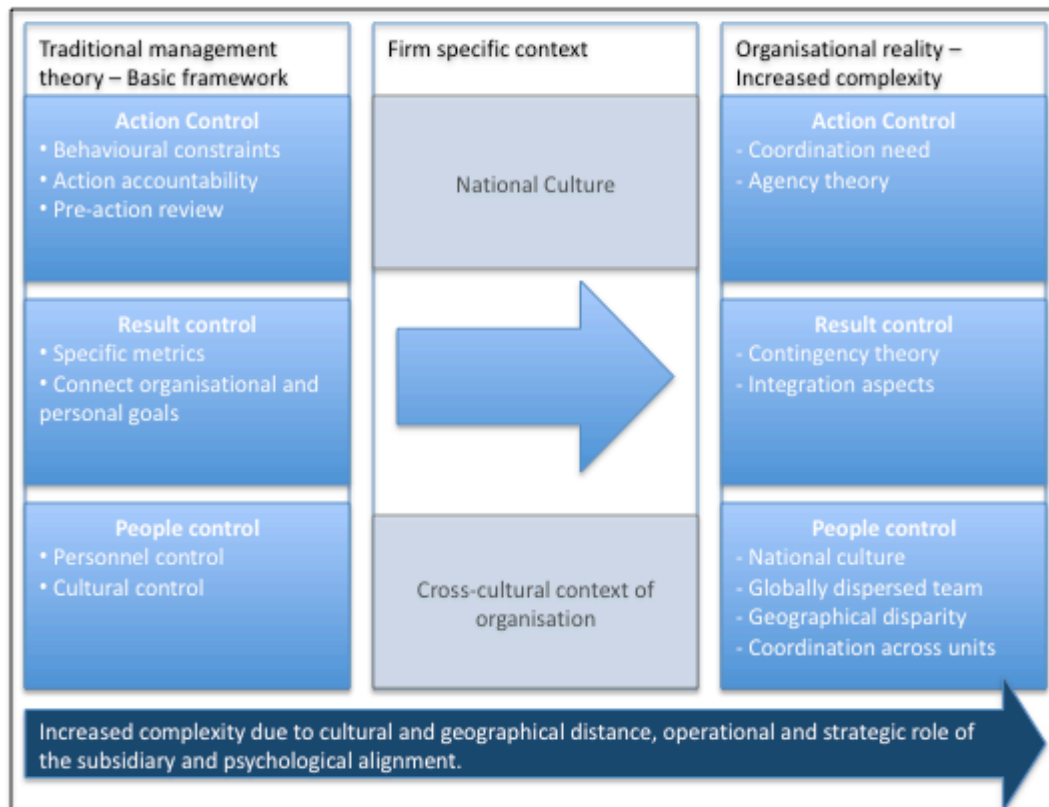 Traditional management
theory – Basic framework
Action Control
• Behavioural constraints
• Action accountability
• Pre-action review
Result control
• Specific metrics
• Connect organisational and
personal goals
People control
• Personnel control
• Cultural control
Firm specific context
National Culture
Cross-cultural context of
organisation
Organisational reality –
Increased complexity
Action Control
- Coordination need
- Agency theory
Result control
- Contingency theory
- Integration aspects
People control
- National culture
- Globally dispersed team
- Geographical disparity
- Coordination across units
Increased complexity due to cultural and geographical distance, operational and strategic role of
the subsidiary and psychological alignment.